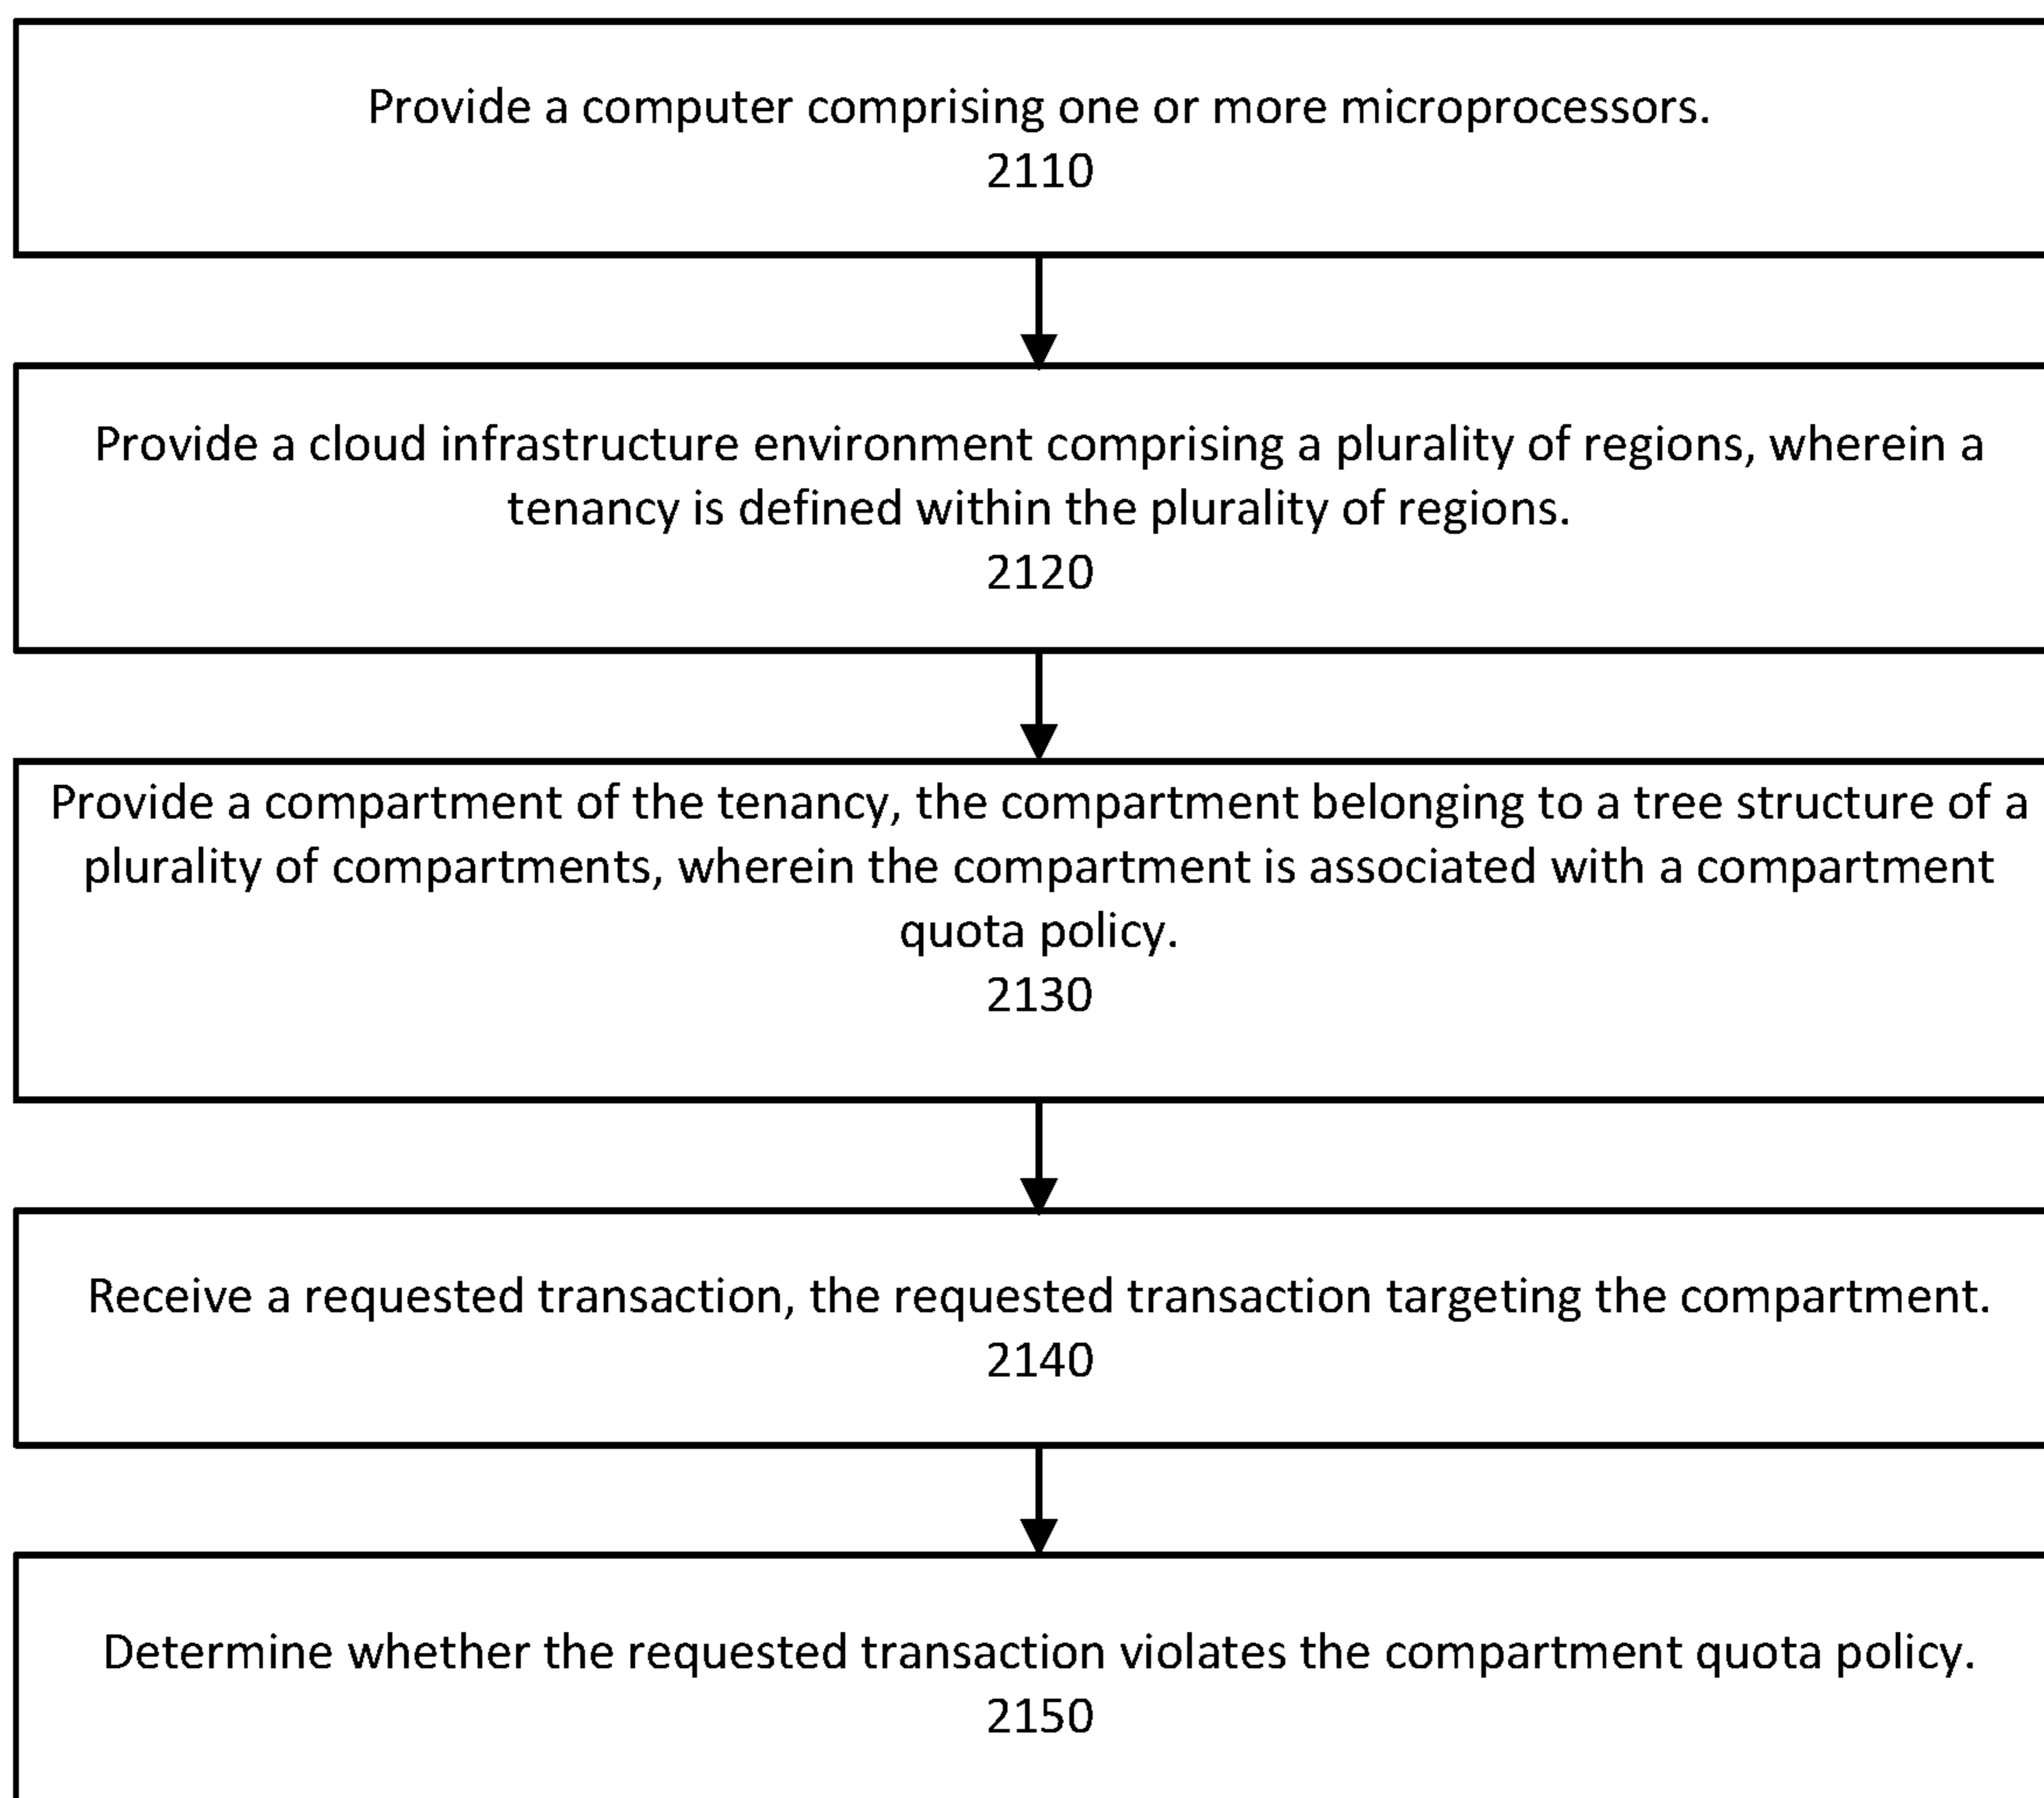 Provide a computer comprising one or more microprocessors.
2110
Provide a cloud infrastructure environment comprising a plurality of regions, wherein a
tenancy is defined within the plurality of regions.
2120
Provide a compartment of the tenancy, the compartment belonging to a tree structure of a
plurality of compartments, wherein the compartment is associated with a compartment
quota policy.
2130
Receive a requested transaction, the requested transaction targeting the compartment.
2140
Determine whether the requested transaction violates the compartment quota policy.
2150